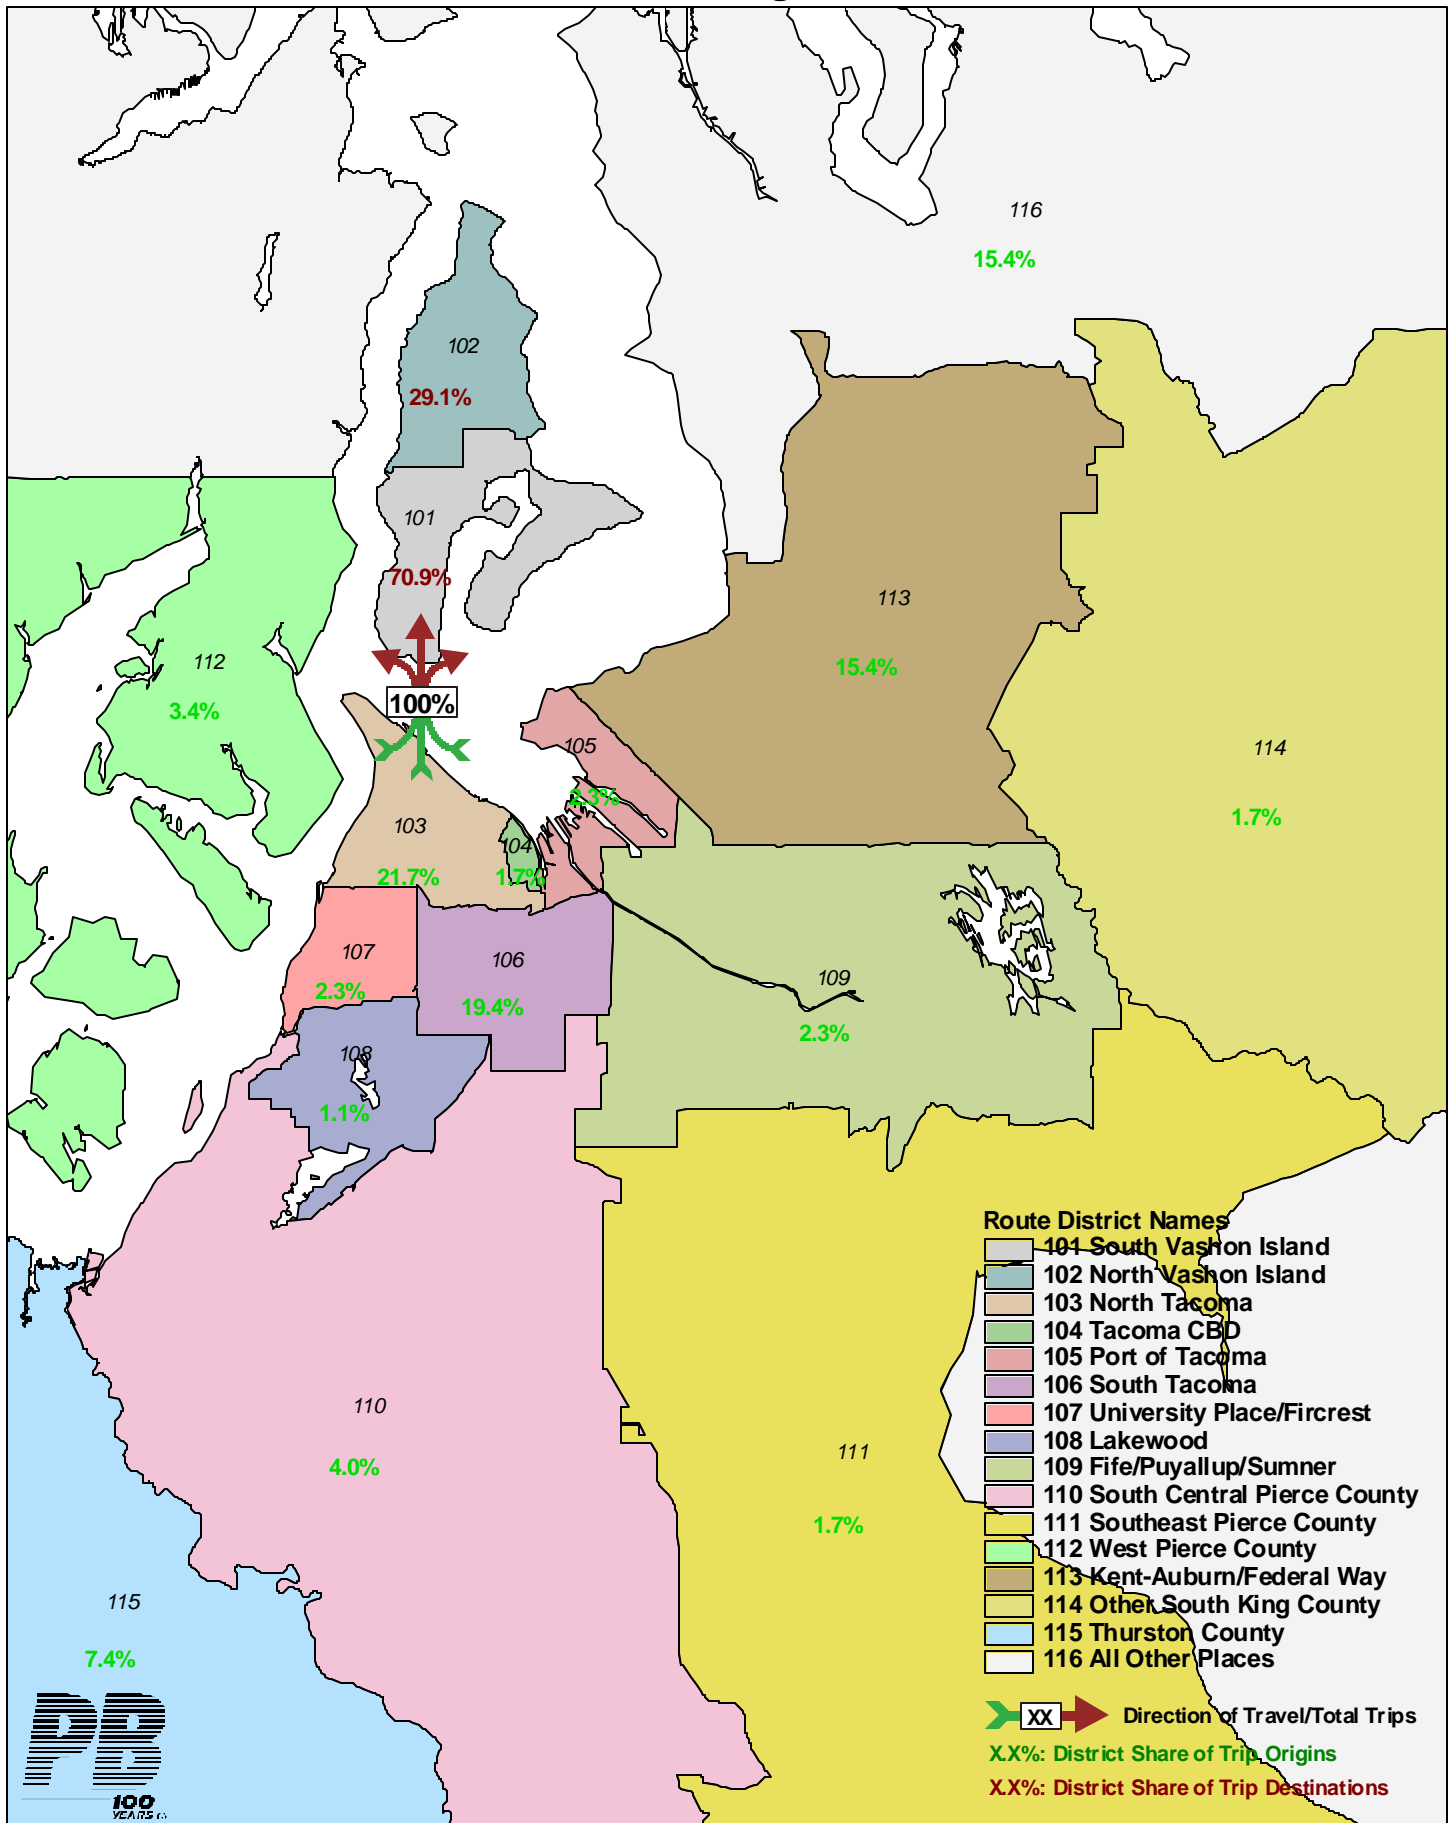 116
15.4%
102
29.1%
101
70.9%
113
15.4%
112
3.4%
100%
105
2.3%
114
1.7%
103
21.7%
104
1.7%
107
2.3%
106
19.4%
109
2.3%
108
1.1%
110
4.0%
111
1.7%
115
7.4%
Route District Names
101 South Vashon Island
102 North Vashon Island
103 North Tacoma
104 Tacoma CBD
105 Port of Tacoma
106 South Tacoma
107 University Place/Fircrest
108 Lakewood
109 Fife/Puyallup/Sumner
110 South Central Pierce County
111 Southeast Pierce County
112 West Pierce County
113 Kent-Auburn/Federal Way
114 Other South King County
115 Thurston County
116 All Other Places
XX Direction of Travel/Total Trips
X.X%: District Share of Trip Origins
X.X%: District Share of Trip Destinations
PB
100
YEARS